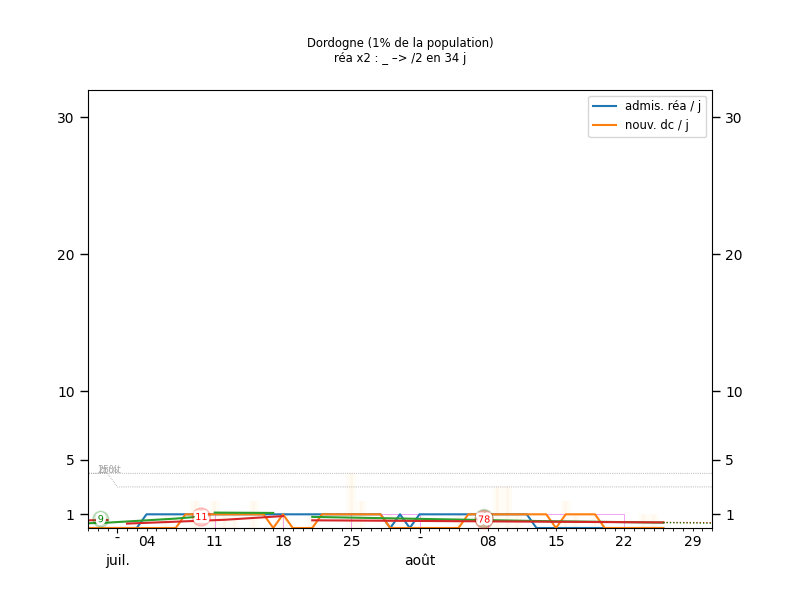 Dordogne (1% de la population)
réa x2 : _ –> /2 en 34 j
admis. réa / j
nouv. dc / j
30 30
20 20
10 10
5 5
1 1
9 11 78
- 04 11 18 25 - 08 15 22 29
juil. août